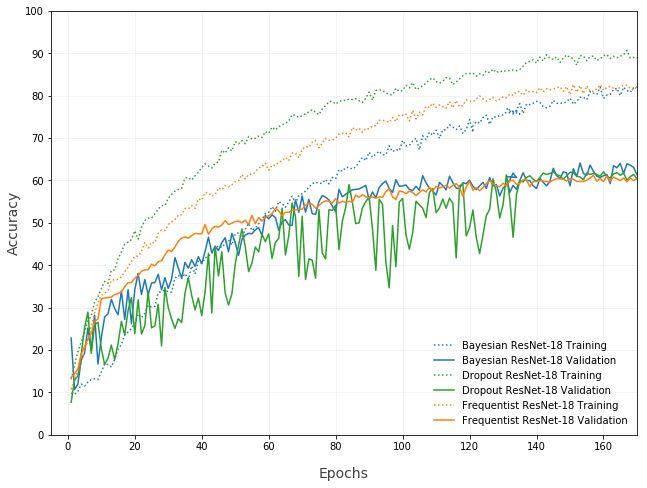 100
90
80
70
60
50
40
30
20
10
0
Accuracy
0 20 40 60 80 100 120 140 160
Epochs
Bayesian ResNet-18 Training
Bayesian ResNet-18 Validation
Dropout ResNet-18 Training
Dropout ResNet-18 Validation
Frequentist ResNet-18 Training
Frequentist ResNet-18 Validation